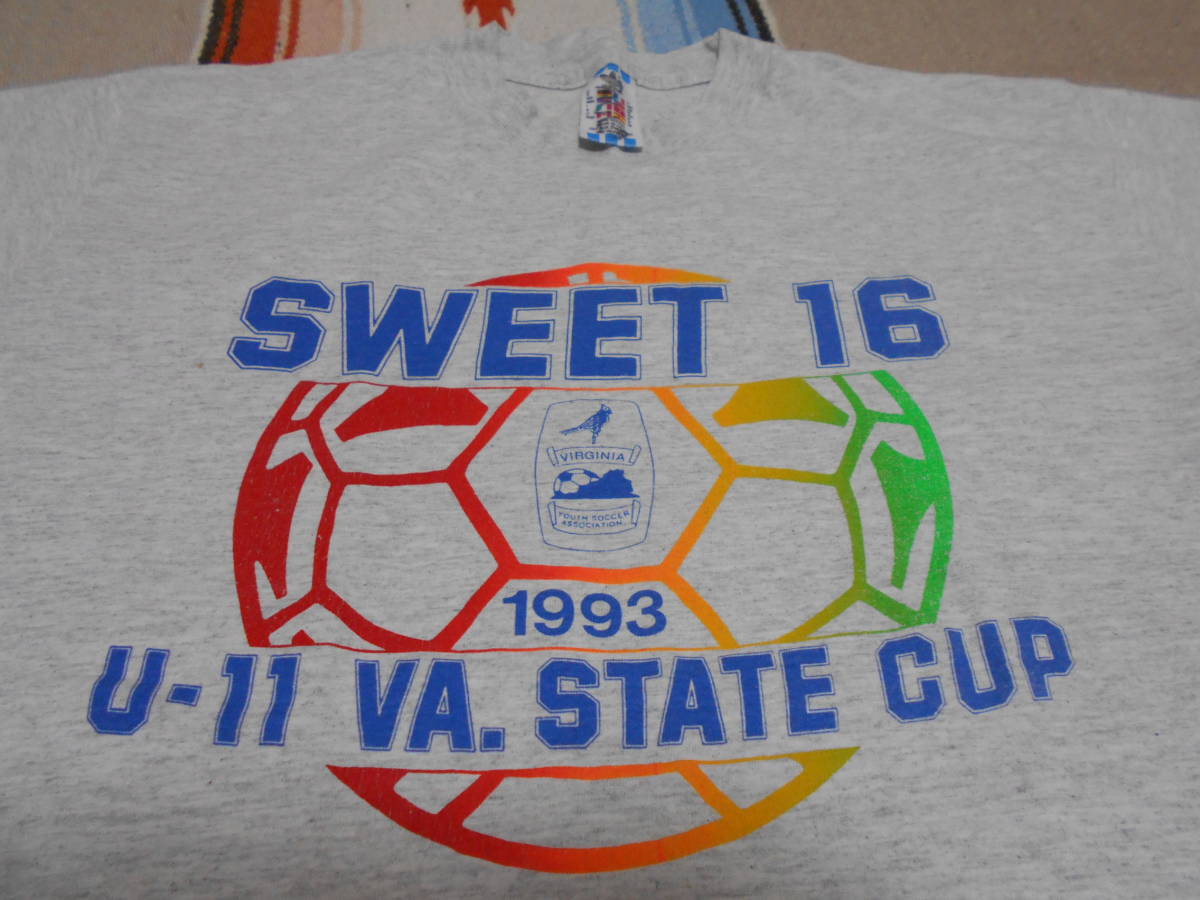 SWEET 16
VIRGINIA
YOUTH SOCCER
ASSOCIATION
1993
U-11 VA. STATE CUP